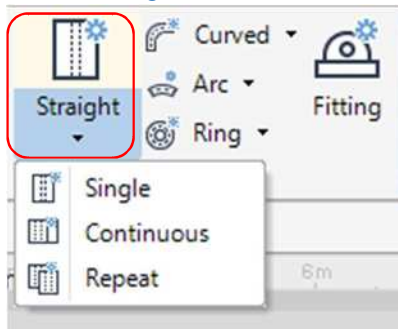 Straight
Curved
Arc
Ring
Fitting
Single
Continuous
Repeat
6m